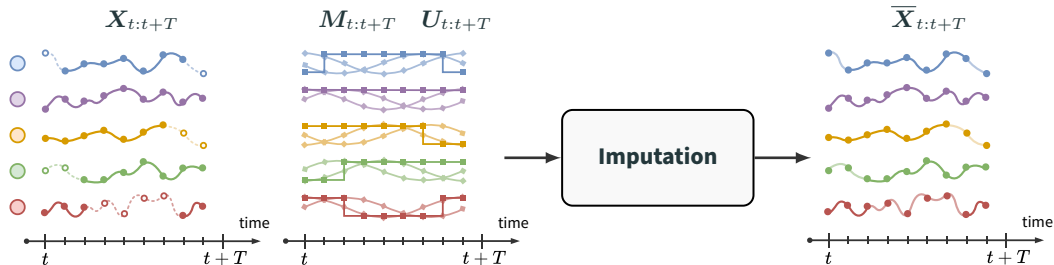 X_{t:t+T}
M_{t:t+T} U_{t:t+T}
X̅_{t:t+T}
Imputation
time
time
time
t
t + T
t
t + T
t
t + T